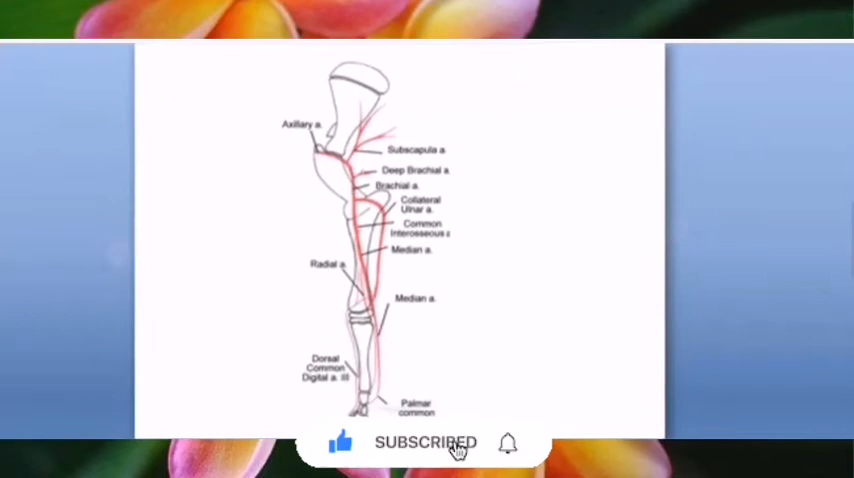 Axillary a.
Subscapula a
Deep Brachial a
Brachial a.
Collateral
Ulnar a.
Common
Interosseous a
Median a.
Radial a.
Median a.
Dorsal
Common
Digital a. III
Palmar
common
SUBSCRIBED